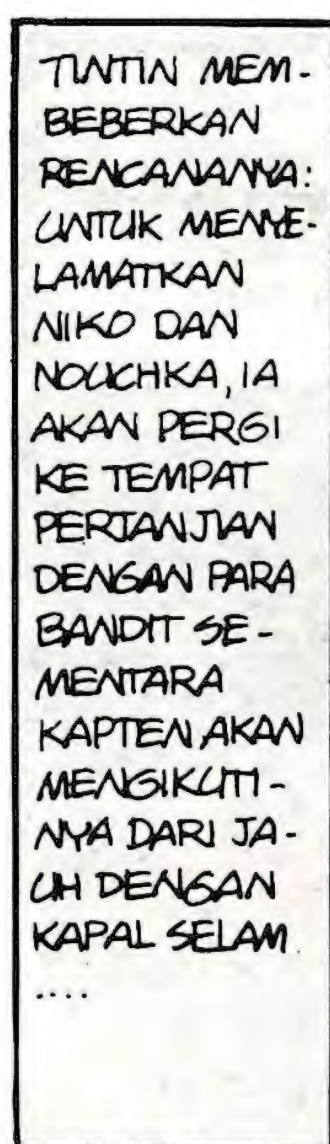 TINTIN MEM-
BEBERKAN
RENCANANYA:
UNTUK MENYE-
LAMATKAN
NIKO DAN
NOUCHKA, IA
AKAN PERGI
KE TEMPAT
PERJANJIAN
DENGAN PARA
BANDIT SE-
MENTARA
KAPTEN AKAN
MENGIKUTI-
NYA DARI JA-
UH DENGAN
KAPAL SELAM
....